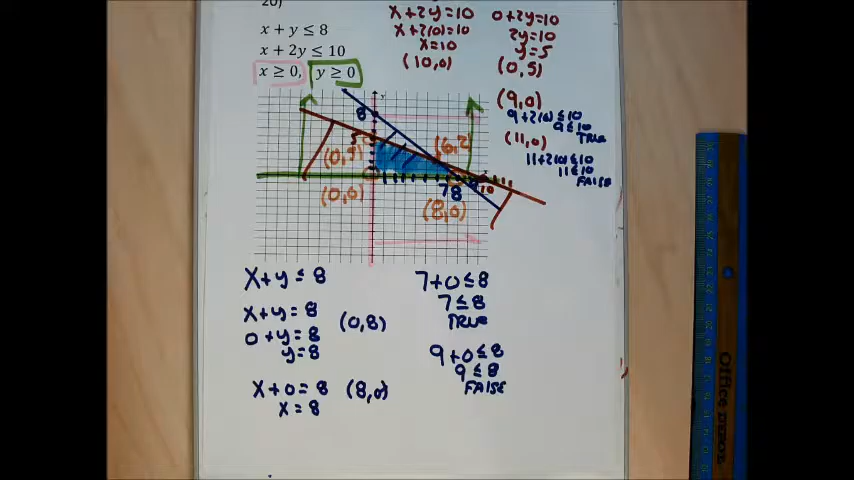 20)
x + y ≤ 8
x + 2y ≤ 10
x ≥ 0, y ≥ 0
x+2y=10
x+2(0)=10
x=10
(10,0)
0+2y=10
2y=10
y=5
(0,5)
(9,0)
9+2(0)≤10
9≤10
TRUE
(11,0)
11+2(0)≤10
11≤10
FALSE
y
8
5
(0,5)
(6,2
(0,0)
7 8
10
(8,0)
x+y≤8
x+y=8
0+y=8
y=8
(0,8)
x+0=8 (8,0)
x=8
7+0≤8
7≤8
TRUE
9+0≤8
9≤8
FALSE
Office DEPOT